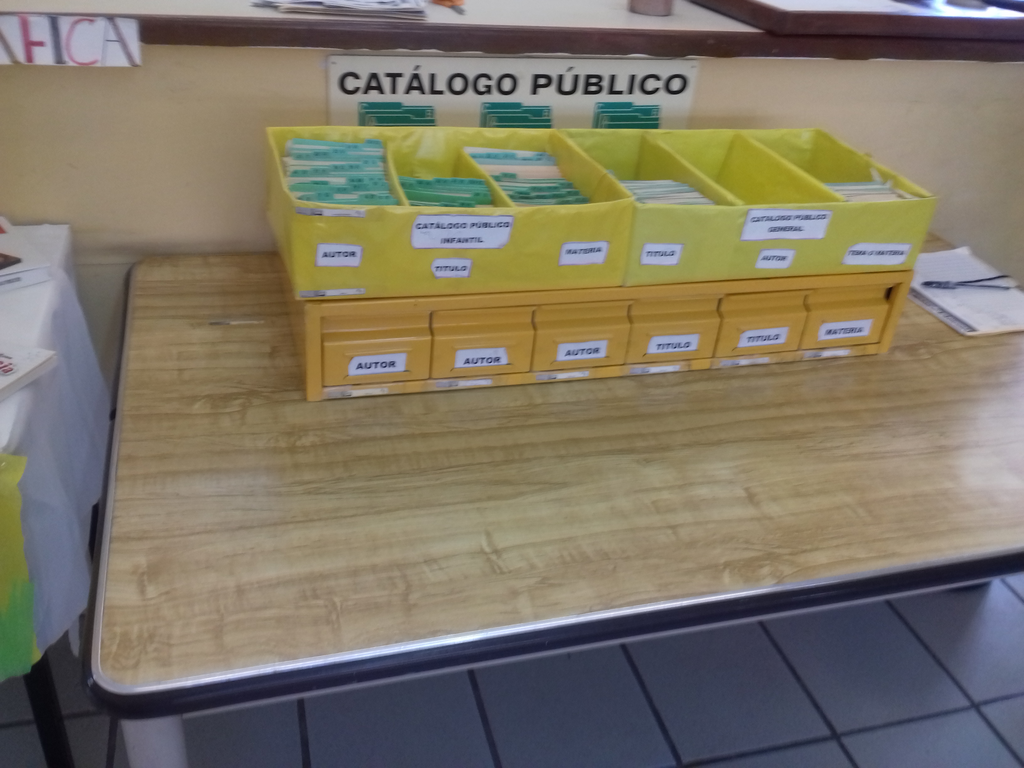 AFICA
CATÁLOGO PÚBLICO
CATÁLOGO PÚBLICO
INFANTIL
AUTOR
TITULO
MATERIA
CATÁLOGO PÚBLICO
GENERAL
TITULO
AUTOR
TEMA O MATERIA
AUTOR
AUTOR
AUTOR
TITULO
TITULO
MATERIA